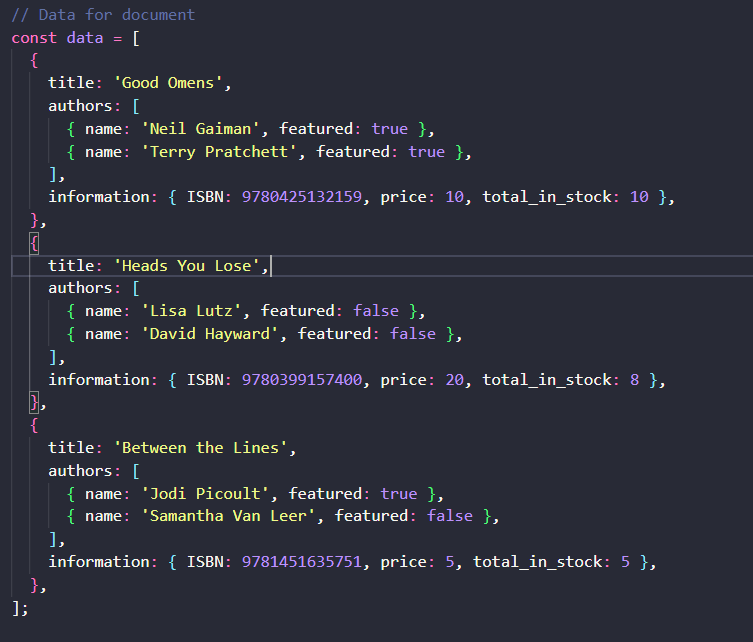 // Data for document
const data = [
  {
    title: 'Good Omens',
    authors: [
      { name: 'Neil Gaiman', featured: true },
      { name: 'Terry Pratchett', featured: true },
    ],
    information: { ISBN: 9780425132159, price: 10, total_in_stock: 10 },
  },
  {
    title: 'Heads You Lose',
    authors: [
      { name: 'Lisa Lutz', featured: false },
      { name: 'David Hayward', featured: false },
    ],
    information: { ISBN: 9780399157400, price: 20, total_in_stock: 8 },
  },
  {
    title: 'Between the Lines',
    authors: [
      { name: 'Jodi Picoult', featured: true },
      { name: 'Samantha Van Leer', featured: false },
    ],
    information: { ISBN: 9781451635751, price: 5, total_in_stock: 5 },
  },
];